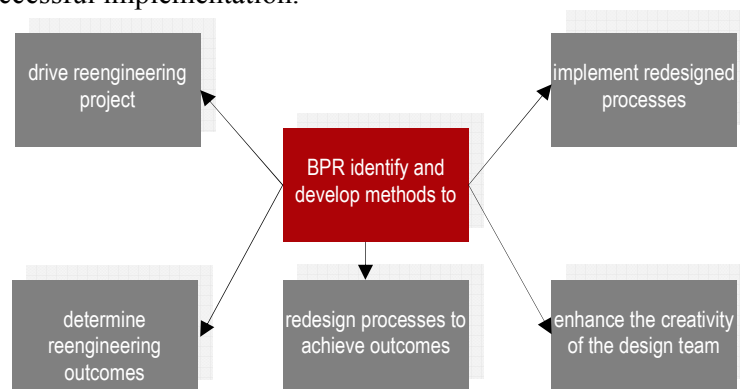 implementation.
drive reengineering
project
implement redesigned
processes
BPR identify and
develop methods to
determine
reengineering
outcomes
redesign processes to
achieve outcomes
enhance the creativity
of the design team